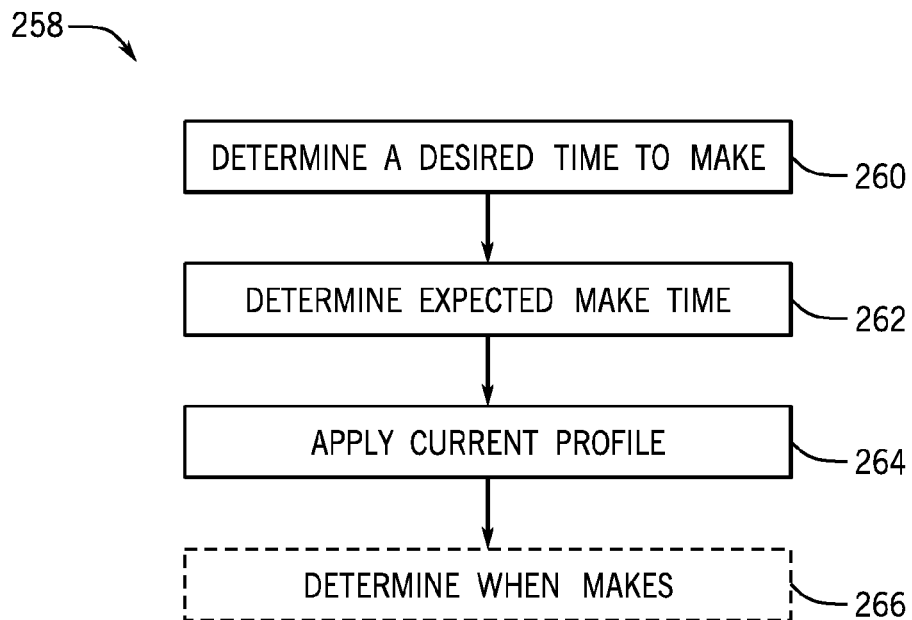 258
DETERMINE A DESIRED TIME TO MAKE
260
DETERMINE EXPECTED MAKE TIME
262
APPLY CURRENT PROFILE
264
DETERMINE WHEN MAKES
266